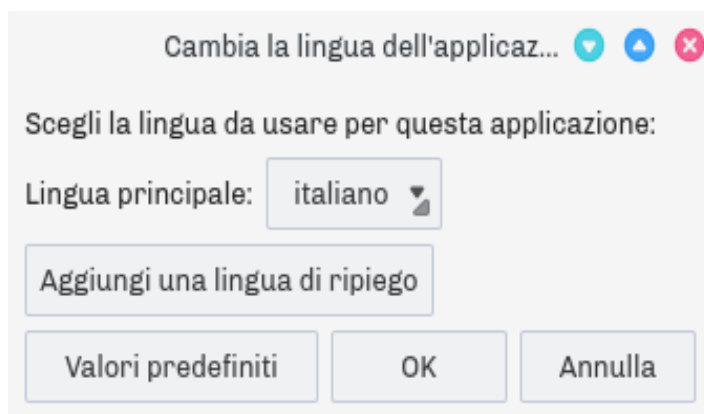 Cambia la lingua dell'applicaz...
Scegli la lingua da usare per questa applicazione:
Lingua principale: italiano
Aggiungi una lingua di ripiego
Valori predefiniti OK Annulla